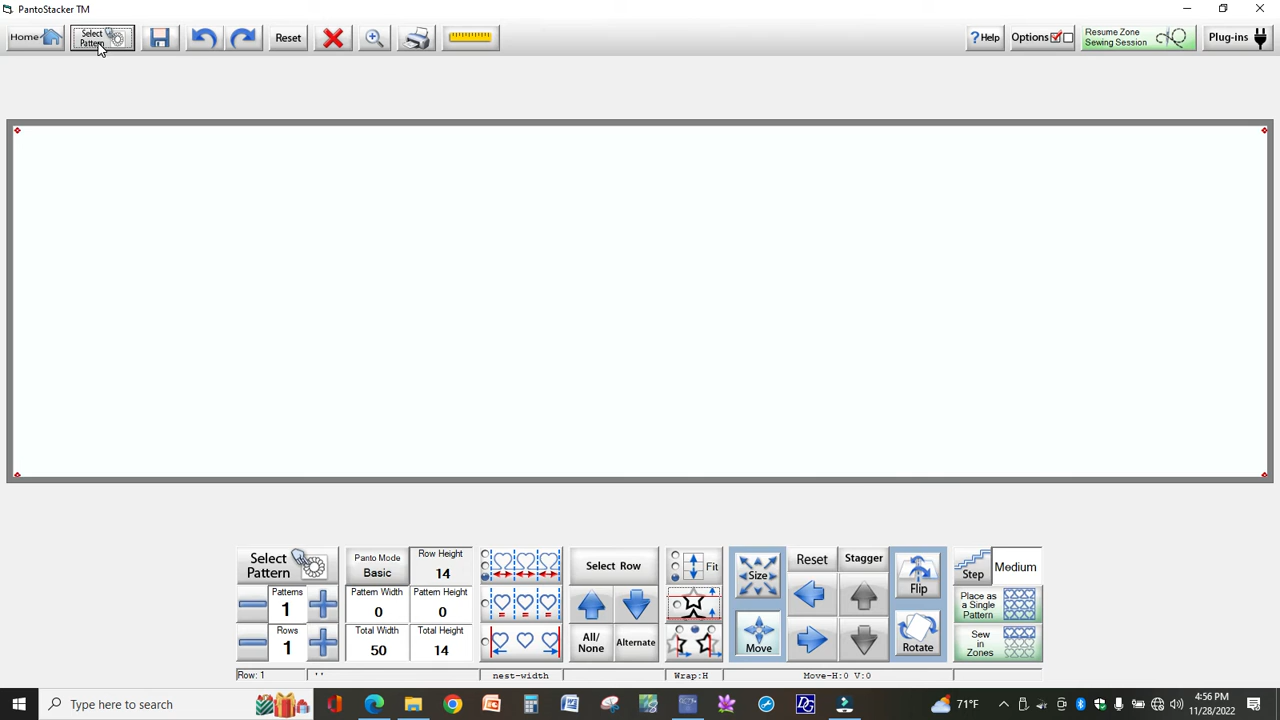 PantoStacker TM
Home
Select
Pattern
Reset
?Help
Options
Resume Zone
Sewing Session
Plug-ins
Select
Pattern
Patterns
1
Rows
1
Panto Mode
Basic
Row Height
14
Pattern Width
0
Pattern Height
0
Total Width
50
Total Height
14
Select Row
All/
None
Alternate
Fit
Size
Move
Reset
Stagger
Flip
Rotate
Step
Medium
Place as
a Single
Pattern
Sew
in
Zones
Row: 1
''
nest-width
Wrap:H
Move-H:0 V:0
Type here to search
71°F
4:56 PM
11/28/2022